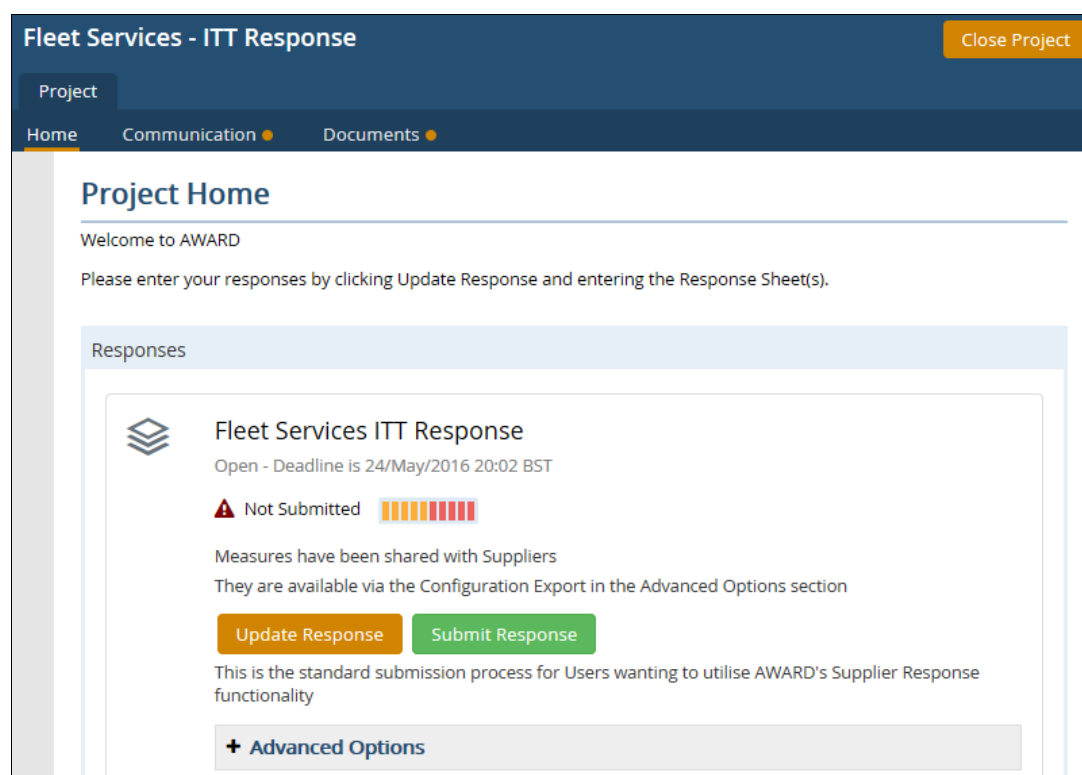 Fleet Services - ITT Response
Close Project
Project
Home Communication Documents
Project Home
Welcome to AWARD
Please enter your responses by clicking Update Response and entering the Response Sheet(s).
Responses
Fleet Services ITT Response
Open - Deadline is 24/May/2016 20:02 BST
Not Submitted
Measures have been shared with Suppliers
They are available via the Configuration Export in the Advanced Options section
Update Response Submit Response
This is the standard submission process for Users wanting to utilise AWARD's Supplier Response
functionality
+ Advanced Options